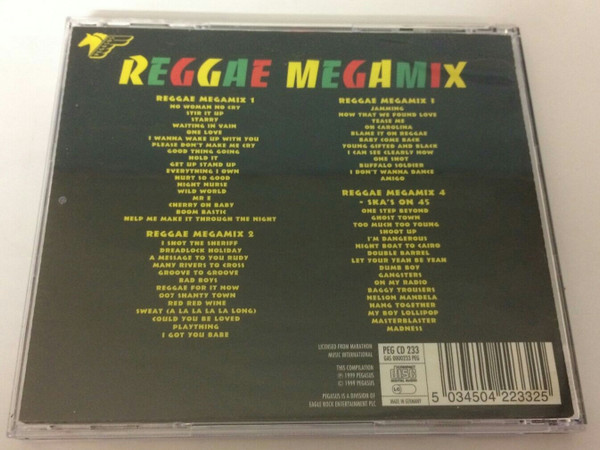 REGGAE MEGAMIX
REGGAE MEGAMIX 1
NO WOMAN NO CRY
STIR IT UP
STARRY
WAITING IN VAIN
ONE LOVE
I WANNA WAKE UP WITH YOU
PLEASE DON'T MAKE ME CRY
GOOD THING GOING
HOLD IT
GET UP STAND UP
EVERYTHING I OWN
HURT SO GOOD
NIGHT NURSE
WILD WORLD
MR Z
CHERRY OH BABY
BOOM BASTIC
HELP ME MAKE IT THROUGH THE NIGHT
REGGAE MEGAMIX 2
I SHOT THE SHERIFF
DREADLOCK HOLIDAY
A MESSAGE TO YOU RUDY
MANY RIVERS TO CROSS
GROOVE TO GROOVE
BAD BOYS
REGGAE FOR IT NOW
007 SHANTY TOWN
RED RED WINE
SWEAT (A LA LA LA LA LONG)
COULD YOU BE LOVED
PLAYTHING
I GOT YOU BABE
REGGAE MEGAMIX 3
JAMMING
NOW THAT WE FOUND LOVE
TEASE ME
OH CAROLINA
BLAME IT ON REGGAE
BABY COME BACK
YOUNG GIFTED AND BLACK
I CAN SEE CLEARLY NOW
ONE SHOT
BUFFALO SOLDIER
I DON'T WANNA DANCE
AMIGO
REGGAE MEGAMIX 4
- SKA'S ON 45
ONE STEP BEYOND
GHOST TOWN
TOO MUCH TOO YOUNG
SHOOT UP
I'M DANGEROUS
NIGHT BOAT TO CAIRO
DOUBLE BARREL
LET YOUR YEAH BE YEAH
DUMB BOY
GANGSTERS
ON MY RADIO
BAGGY TROUSERS
NELSON MANDELA
HANG TOGETHER
MY BOY LOLLIPOP
MASTERBLASTER
MADNESS
LICENSED FROM MARATHON
MUSIC INTERNATIONAL
THIS COMPILATION
℗ 1999 PEGASUS
© 1999 PEGASUS
PEGASUS IS A DIVISION OF
EAGLE ROCK ENTERTAINMENT PLC
PEG CD 233
GAS 0000233 PEG
COMPACT
disc
DIGITAL AUDIO
MADE IN GERMANY
5 034504 223325